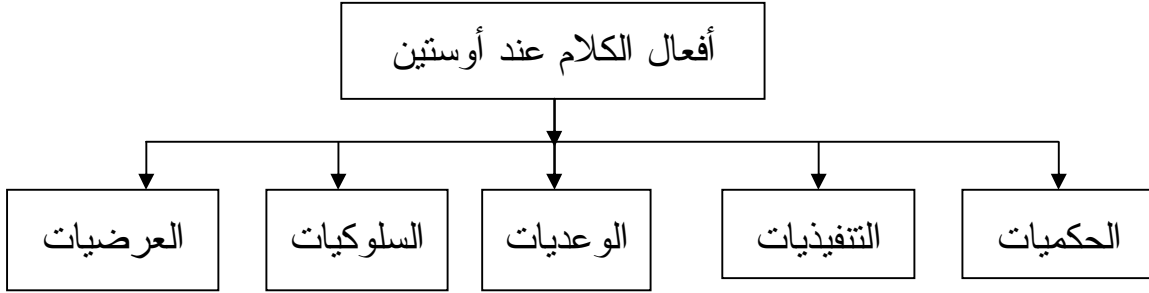 أفعال الكلام عند أوستين
الحكميات
التنفيذيات
الوعديات
السلوكيات
العرضيات